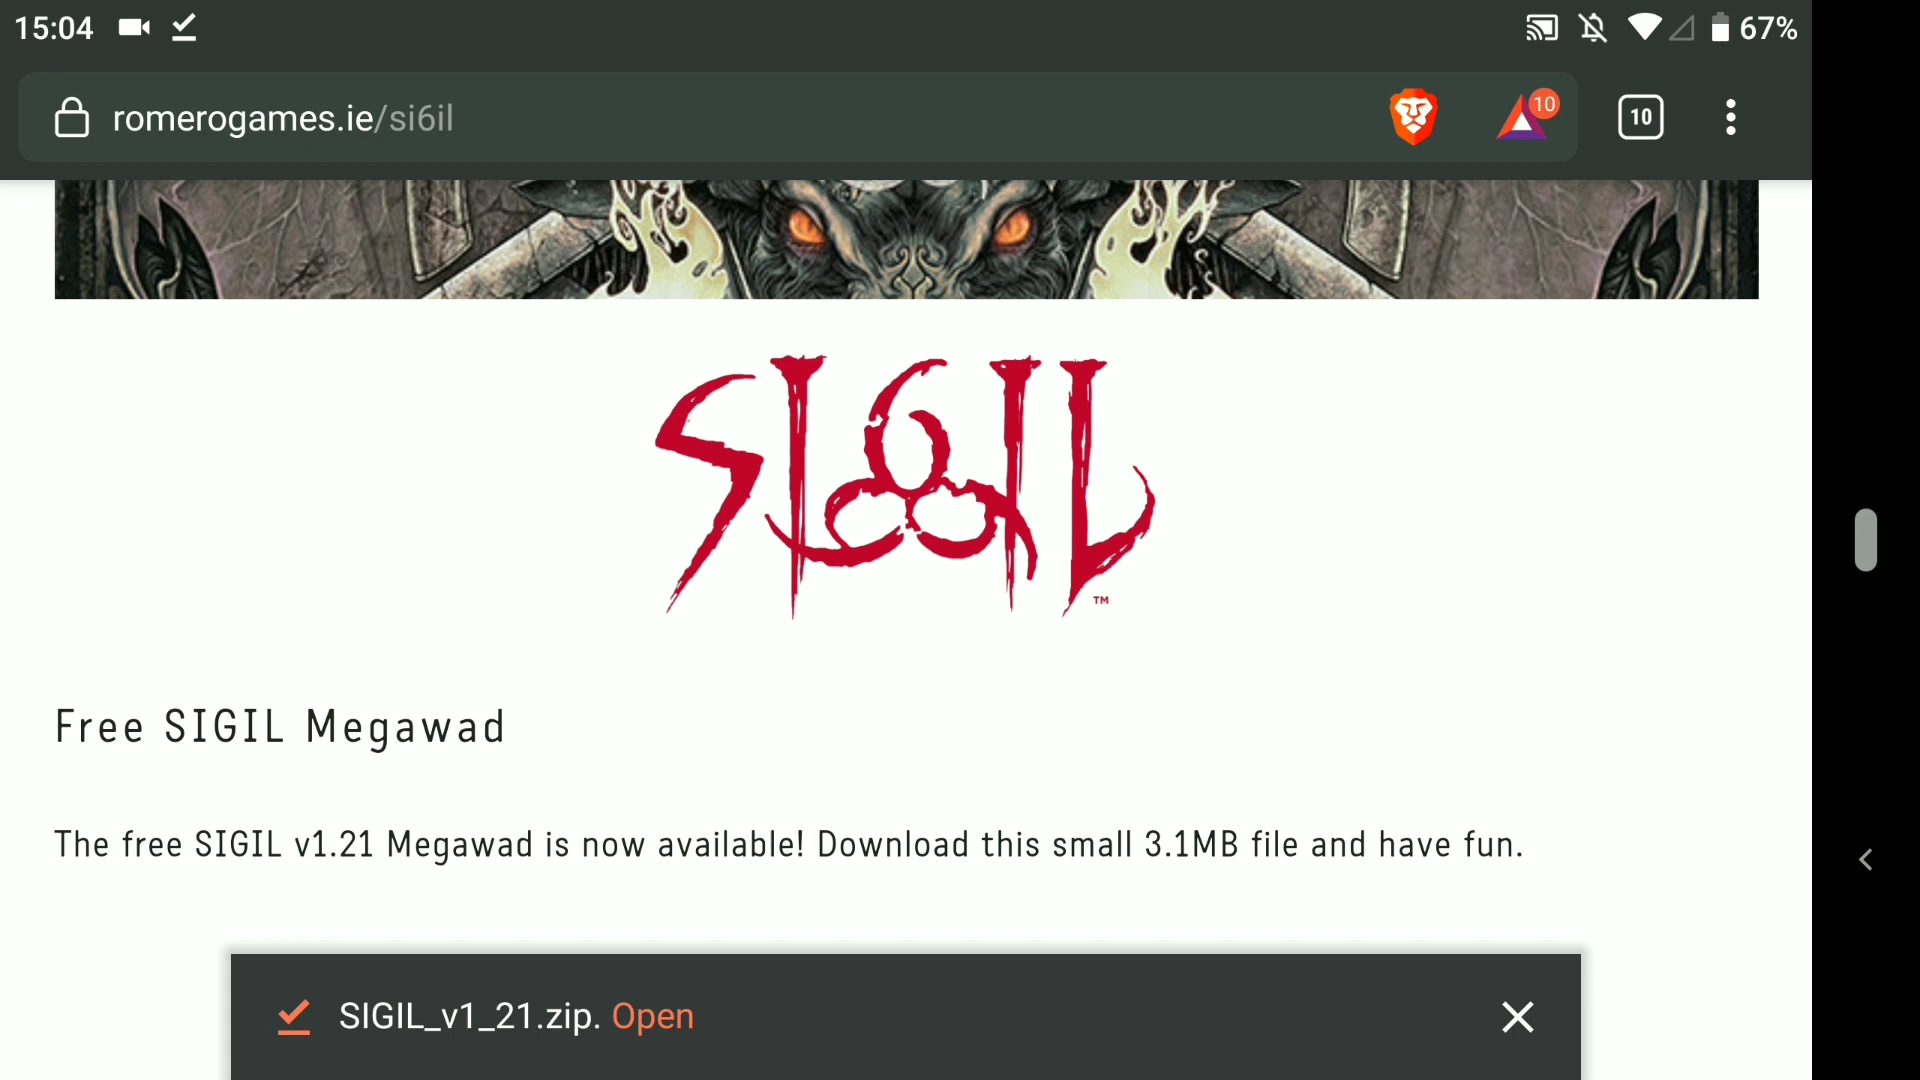 15:04
67%
romerogames.ie/si6il
10
10
SIGIL
TM
Free SIGIL Megawad
The free SIGIL v1.21 Megawad is now available! Download this small 3.1MB file and have fun.
SIGIL_v1_21.zip. Open